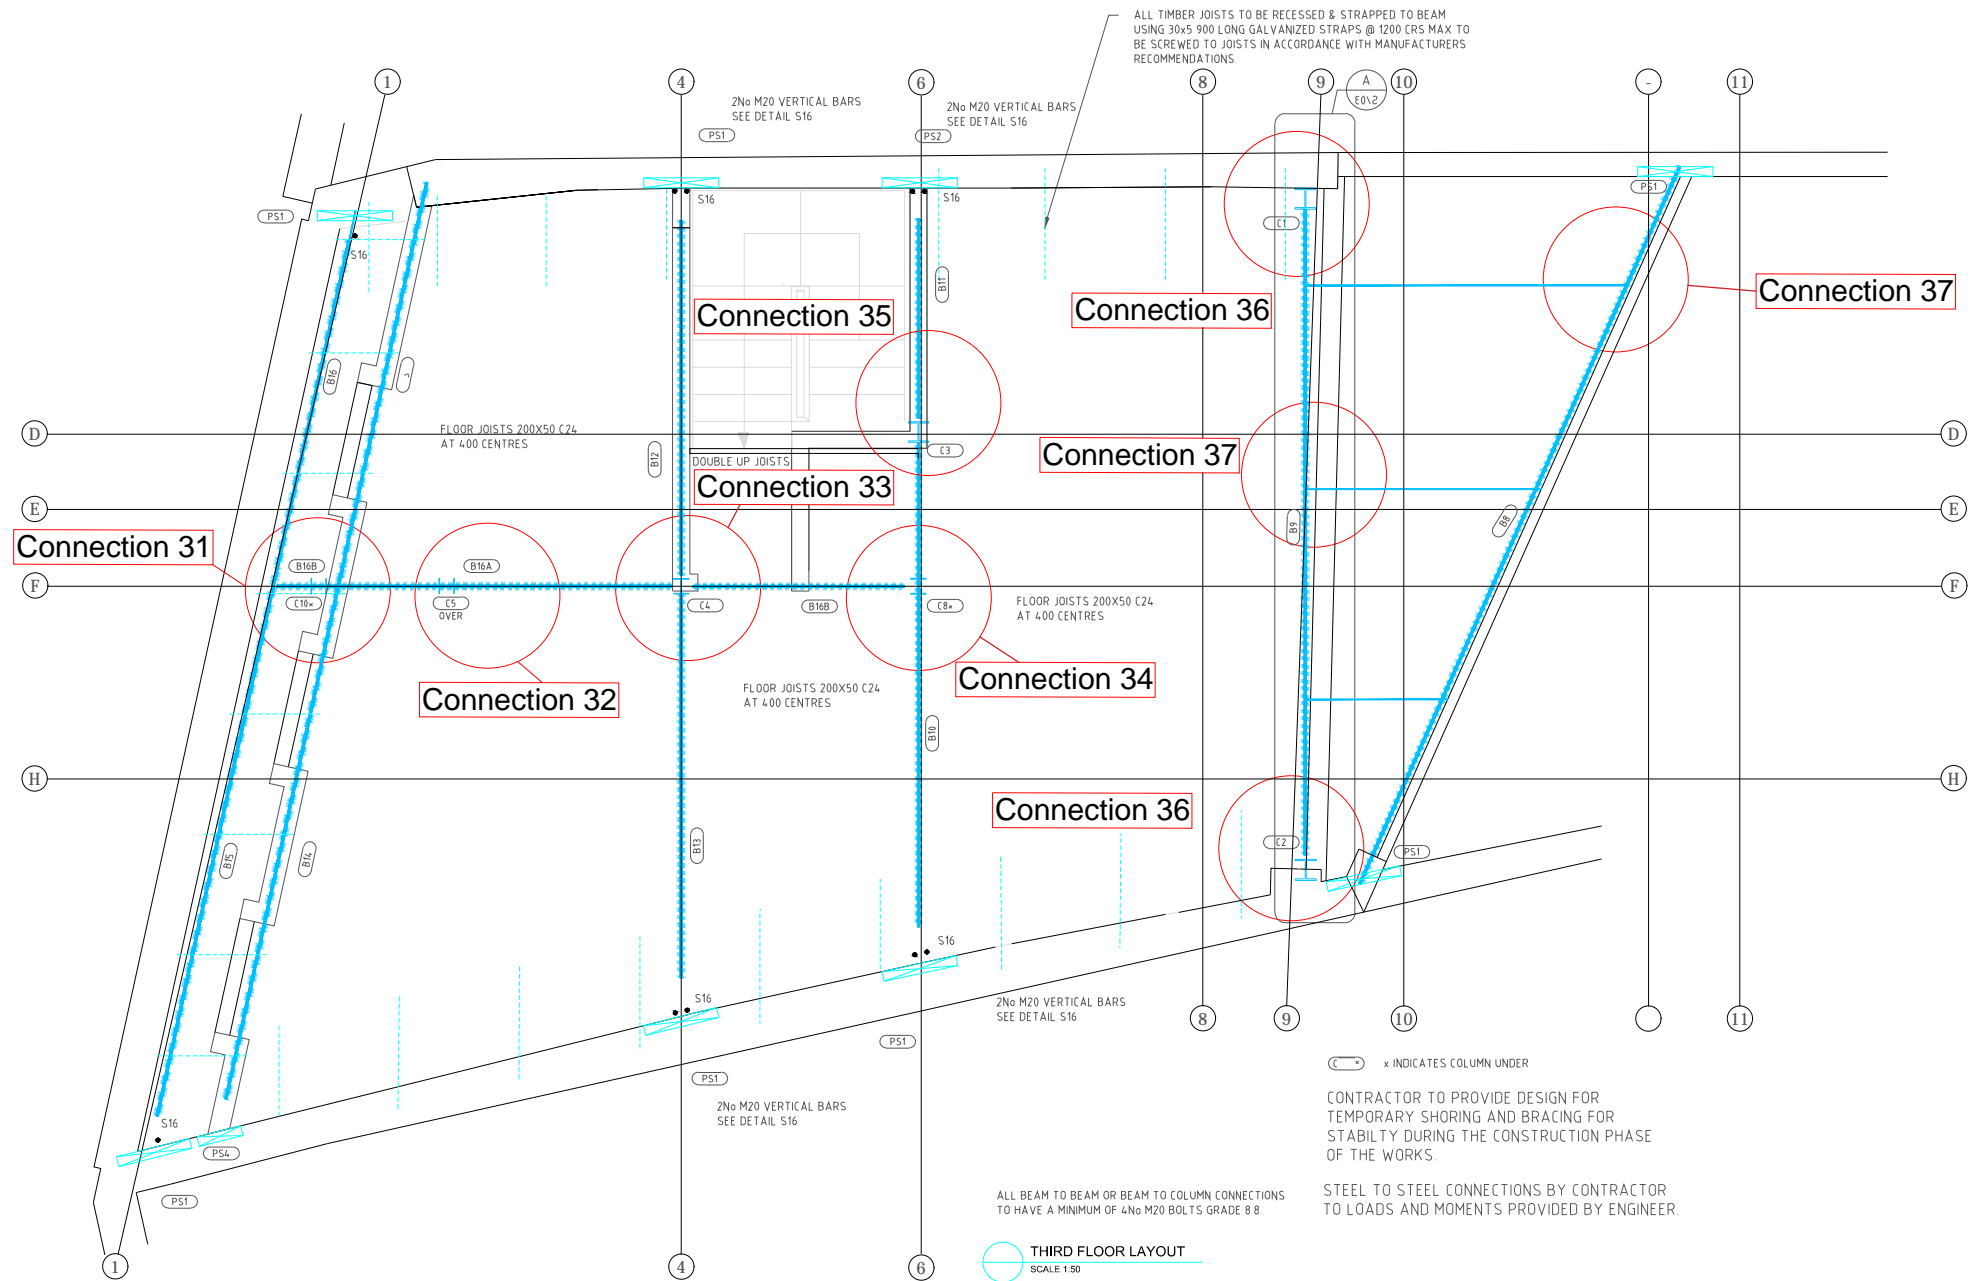 ALL TIMBER JOISTS TO BE RECESSED & STRAPPED TO BEAM
USING 30x5 900 LONG GALVANIZED STRAPS @ 1200 CRS MAX TO
BE SCREWED TO JOISTS IN ACCORDANCE WITH MANUFACTURERS
RECOMMENDATIONS.
1
4
6
8
9
A
E0\2
10
-
11
2No M20 VERTICAL BARS
SEE DETAIL S16
PS1
2No M20 VERTICAL BARS
SEE DETAIL S16
PS2
PS1
S16
S16
S16
PS1
C1
B11
Connection 35
Connection 36
Connection 37
B16
FLOOR JOISTS 200X50 C24
AT 400 CENTRES
D
D
B12
DOUBLE UP JOISTS
C3
Connection 37
Connection 33
E
E
B9
B8
Connection 31
B16B
B16A
F
F
C10x
C5
OVER
C4
B16B
C8x
FLOOR JOISTS 200X50 C24
AT 400 CENTRES
Connection 32
FLOOR JOISTS 200X50 C24
AT 400 CENTRES
Connection 34
B10
H
H
Connection 36
B15
B14
B13
C2
PS1
S16
S16
2No M20 VERTICAL BARS
SEE DETAIL S16
8
9
10
11
PS1
PS1
2No M20 VERTICAL BARS
SEE DETAIL S16
S16
PS4
PS1
C x
x INDICATES COLUMN UNDER
CONTRACTOR TO PROVIDE DESIGN FOR
TEMPORARY SHORING AND BRACING FOR
STABILTY DURING THE CONSTRUCTION PHASE
OF THE WORKS.
STEEL TO STEEL CONNECTIONS BY CONTRACTOR
TO LOADS AND MOMENTS PROVIDED BY ENGINEER.
ALL BEAM TO BEAM OR BEAM TO COLUMN CONNECTIONS
TO HAVE A MINIMUM OF 4No M20 BOLTS GRADE 8.8
1
4
6
THIRD FLOOR LAYOUT
SCALE 1:50